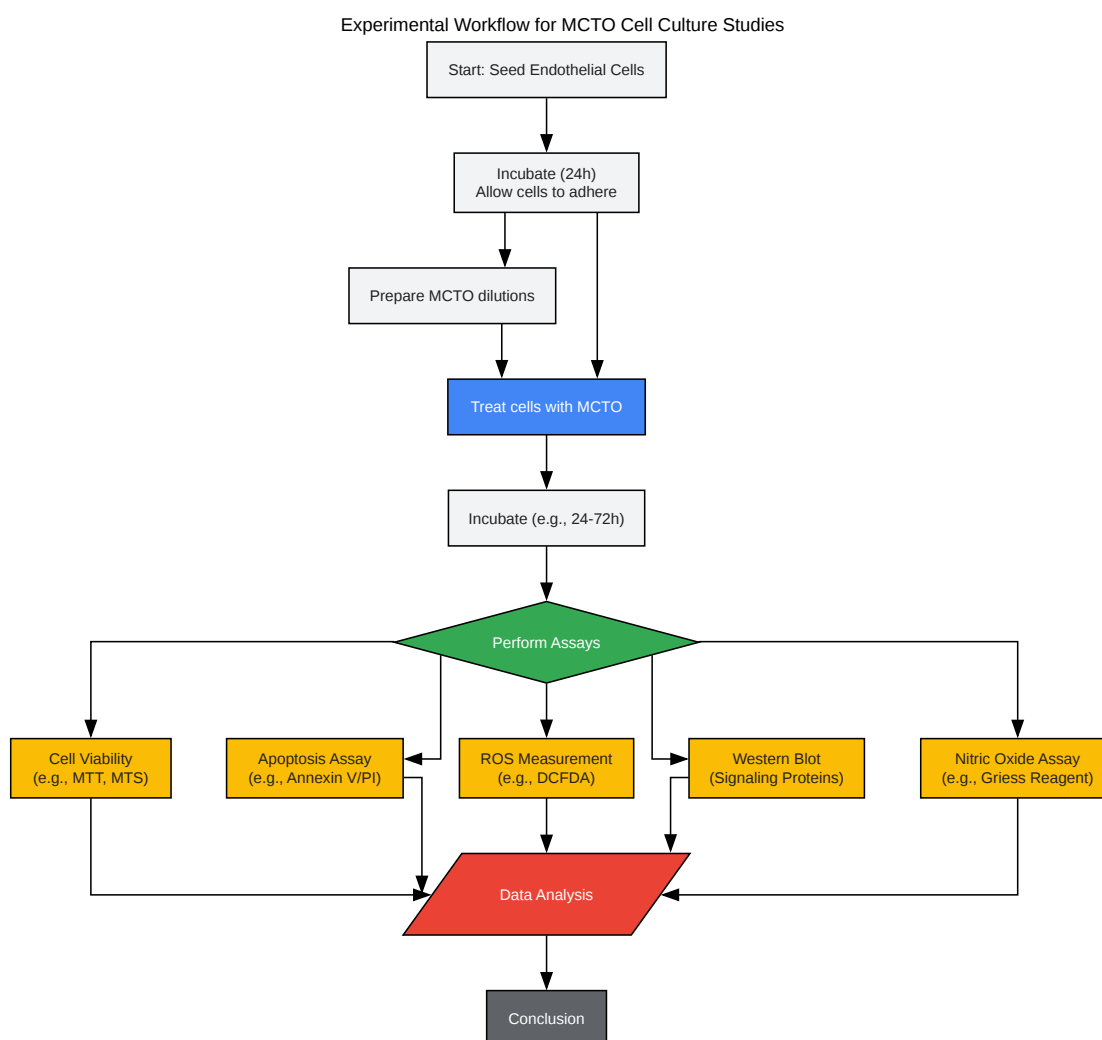 Experimental Workflow for MCTO Cell Culture Studies
Start: Seed Endothelial Cells
Incubate (24h)
Allow cells to adhere
Prepare MCTO dilutions
Treat cells with MCTO
Incubate (e.g., 24-72h)
Perform Assays
Cell Viability
(e.g., MTT, MTS)
Apoptosis Assay
(e.g., Annexin V/PI)
ROS Measurement
(e.g., DCFDA)
Western Blot
(Signaling Proteins)
Nitric Oxide Assay
(e.g., Griess Reagent)
Data Analysis
Conclusion